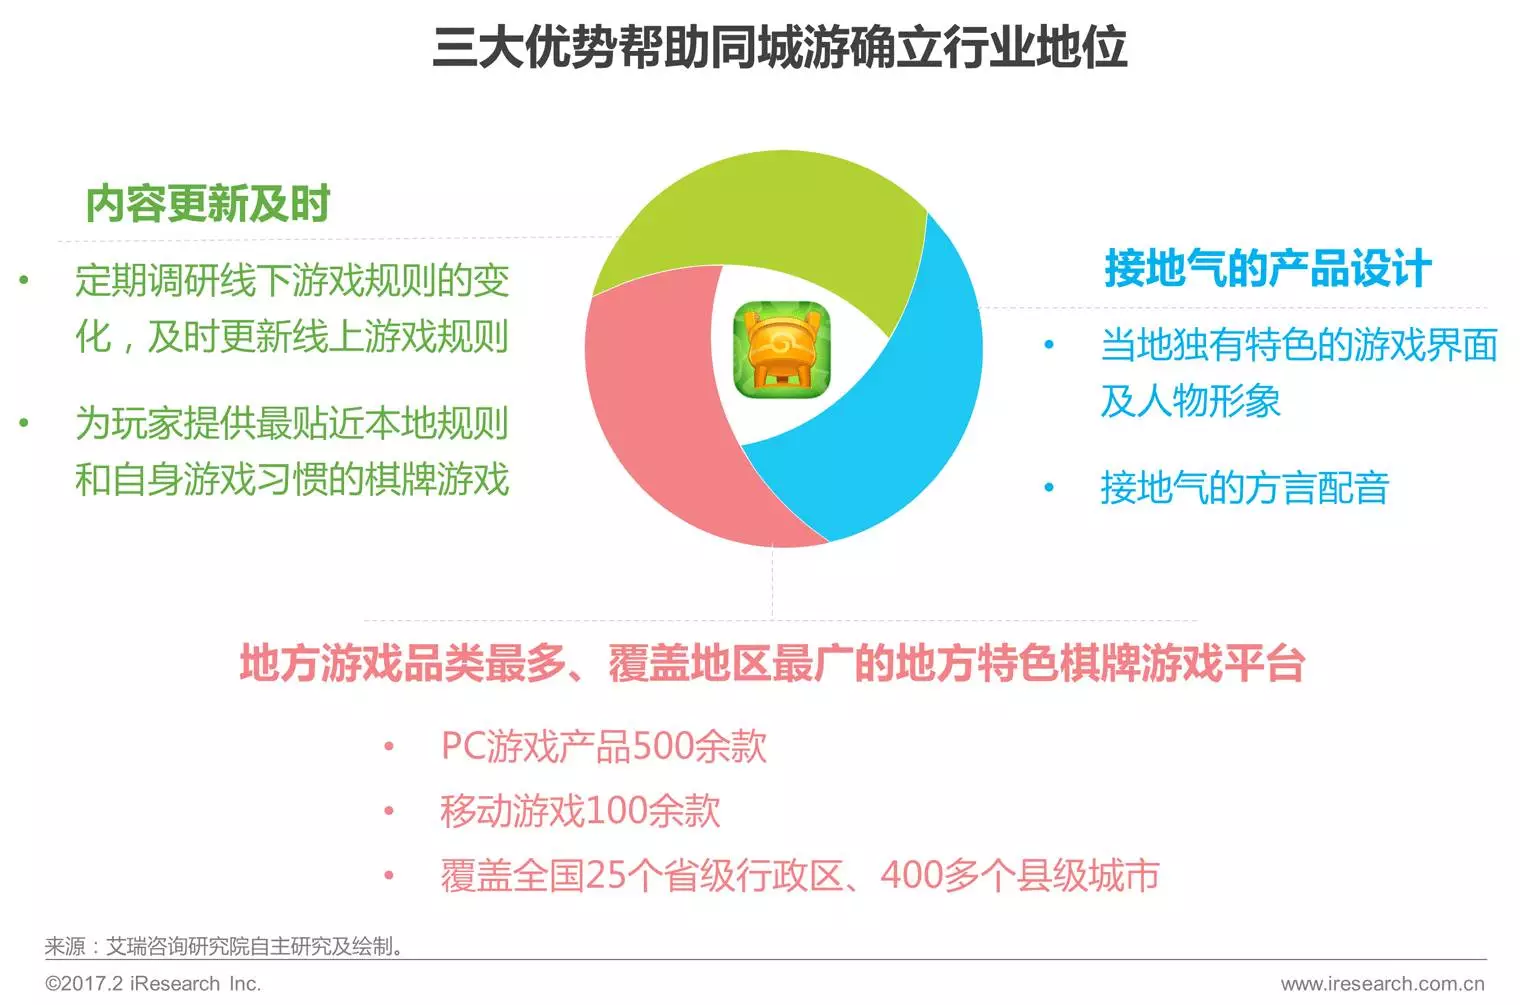 三大优势帮助同城游确立行业地位
内容更新及时
• 定期调研线下游戏规则的变
化，及时更新线上游戏规则
• 为玩家提供最贴近本地规则
和自身游戏习惯的棋牌游戏
接地气的产品设计
• 当地独有特色的游戏界面
及人物形象
• 接地气的方言配音
地方游戏品类最多、覆盖地区最广的地方特色棋牌游戏平台
• PC游戏产品500余款
• 移动游戏100余款
• 覆盖全国25个省级行政区、400多个县级城市
来源：艾瑞咨询研究院自主研究及绘制。
©2017.2 iResearch Inc.
www.iresearch.com.cn